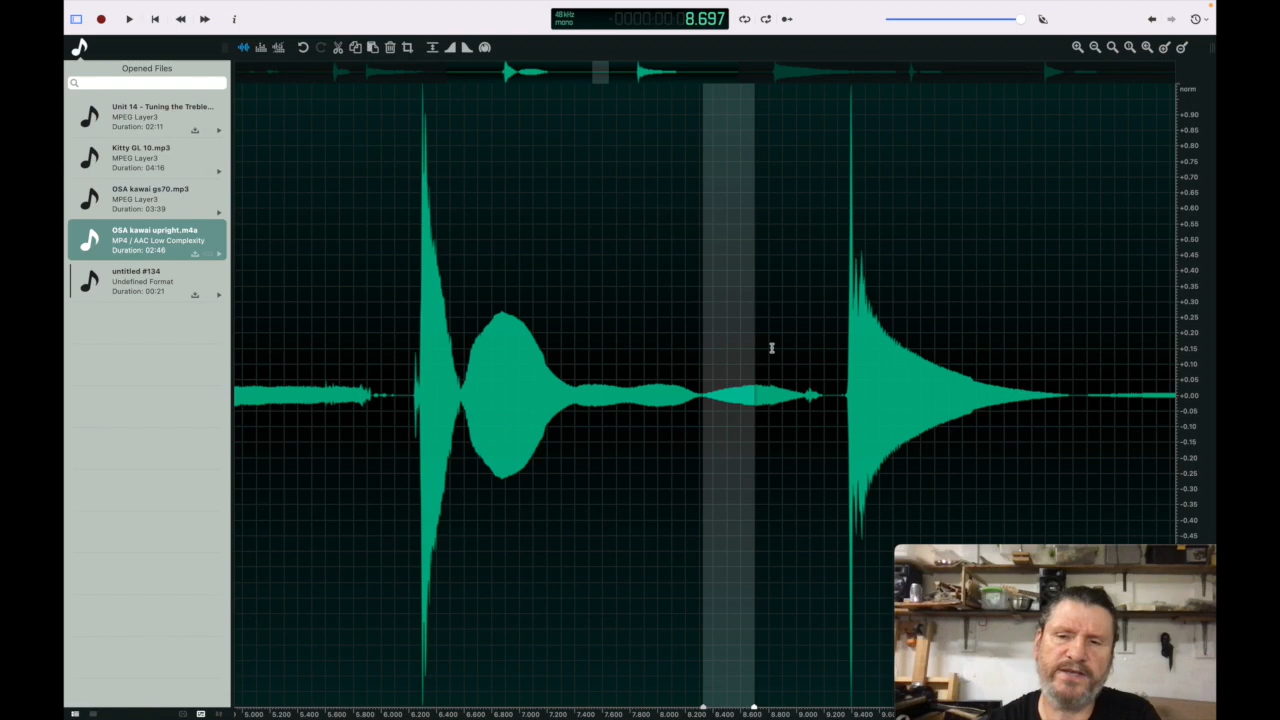 48 kHz
mono
-0000:00:08.697
i
Opened Files
norm
Unit 14 - Tuning the Treble...
MPEG Layer3
Duration: 02:11
Kitty GL 10.mp3
MPEG Layer3
Duration: 04:16
OSA kawai gs70.mp3
MPEG Layer3
Duration: 03:39
OSA kawai upright.m4a
MP4 / AAC Low Complexity
Duration: 02:46
untitled #134
Undefined Format
Duration: 00:21
+0.90
+0.85
+0.80
+0.75
+0.70
+0.65
+0.60
+0.55
+0.50
+0.45
+0.40
+0.35
+0.30
+0.25
+0.20
+0.15
+0.10
+0.05
+0.00
-0.05
-0.10
-0.15
-0.20
-0.25
-0.30
-0.35
-0.40
-0.45
5.000 5.200 5.400 5.600 5.800 6.000 6.200 6.400 6.600 6.800 7.000 7.200 7.400 7.600 7.800 8.000 8.200 8.400 8.600 8.800 9.000 9.200 9.400